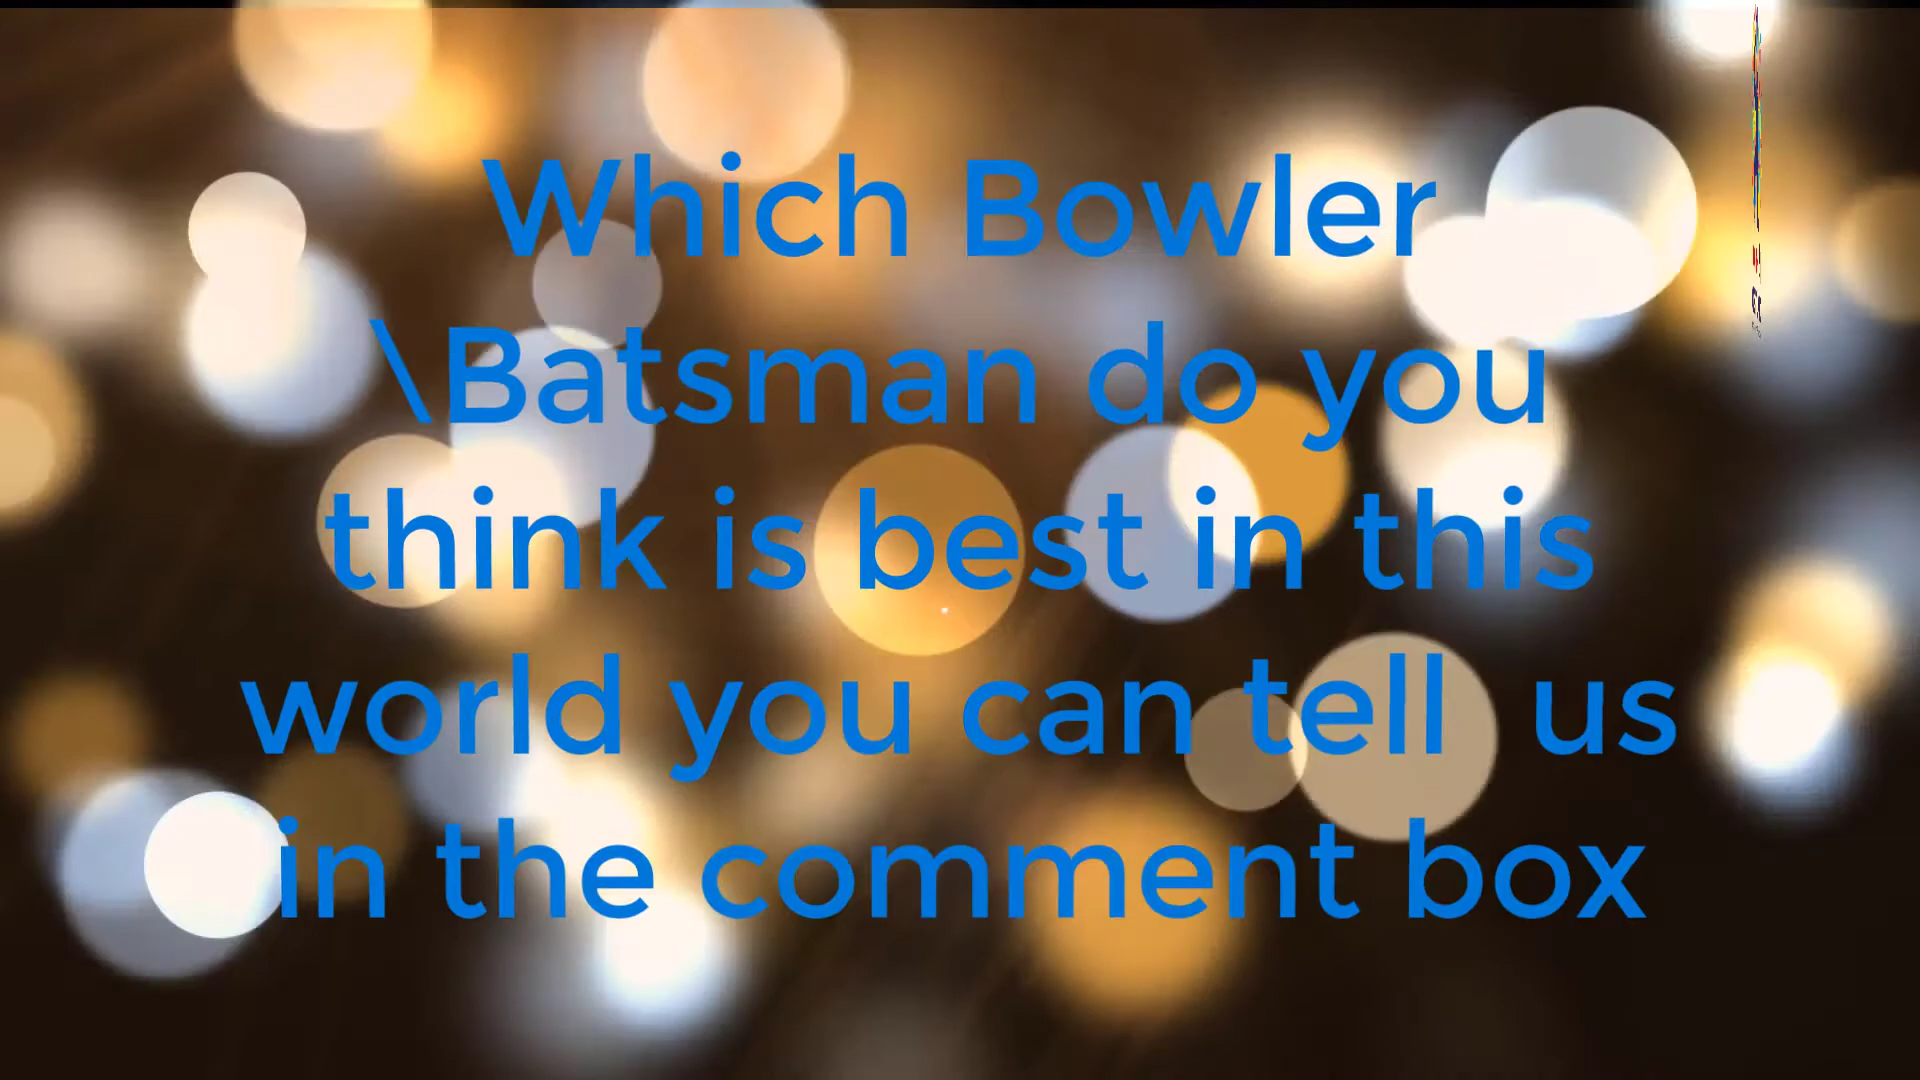 Which Bowler
\Batsman do you
think is best in this
world you can tell  us
in the comment box